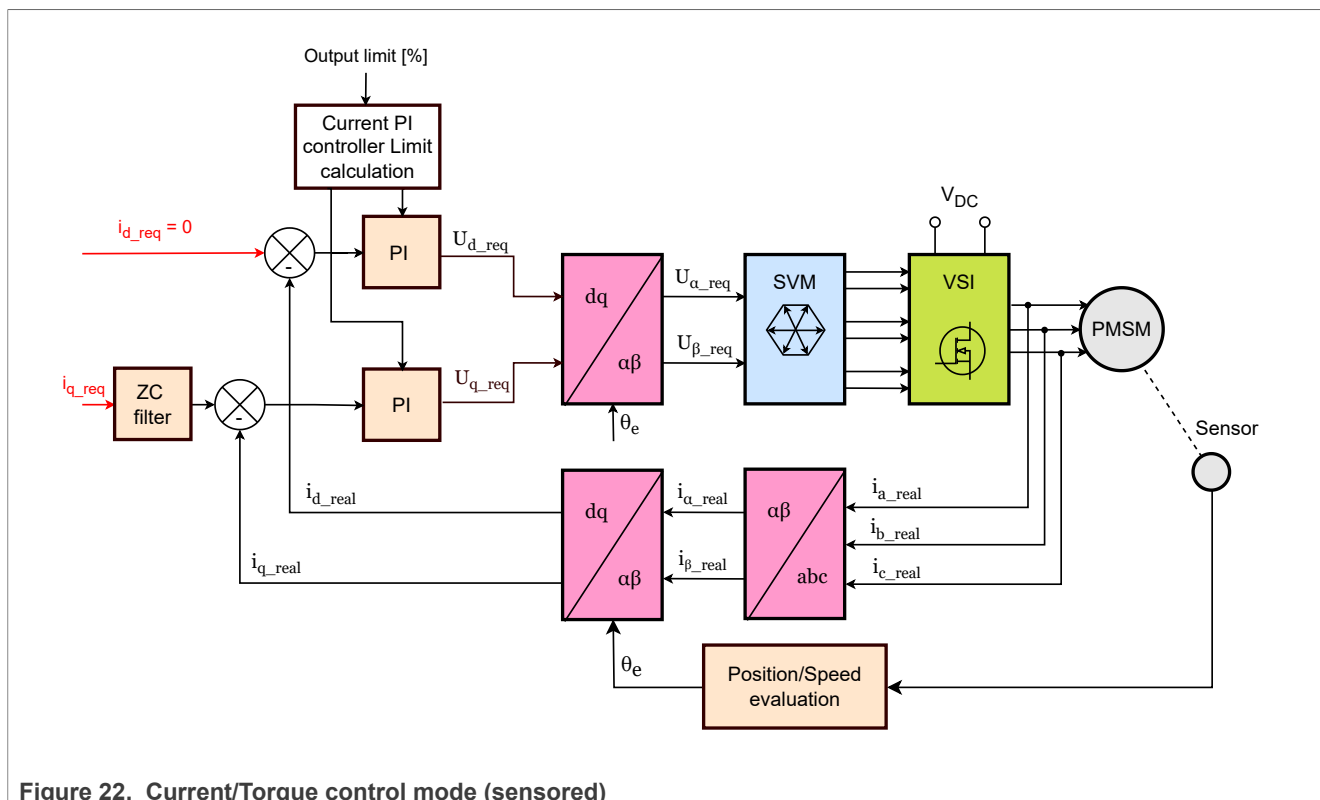 Output limit [%]
Current PI
controller Limit
calculation
i_d_req = 0
-
PI
U_d_req
dq
αβ
U_α_req
U_β_req
SVM
V_DC
VSI
PMSM
i_q_req
ZC
filter
-
PI
U_q_req
θ_e
Sensor
i_d_real
i_q_real
dq
αβ
i_α_real
i_β_real
αβ
abc
i_a_real
i_b_real
i_c_real
θ_e
Position/Speed
evaluation
Figure 22. Current/Torque control mode (sensored)